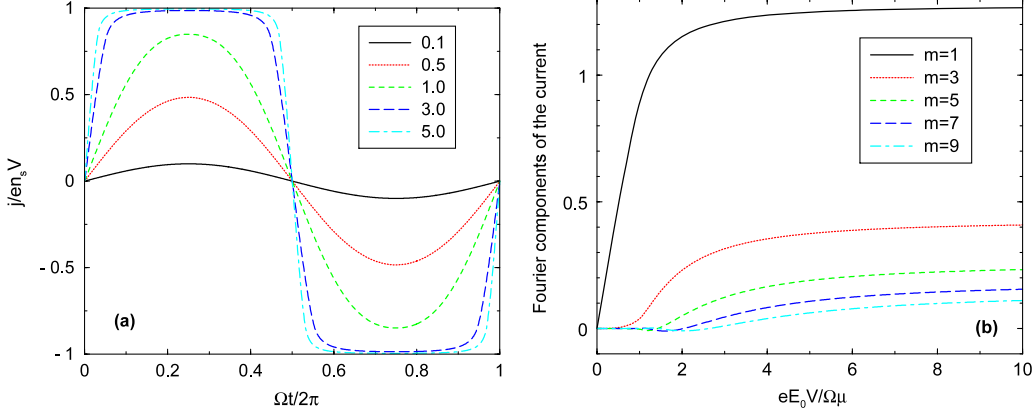 1
0.5
0
- 0.5
- 1
j/en_sV
0.1
0.5
1.0
3.0
5.0
(a)
0 0.2 0.4 0.6 0.8 1
Ωt/2π
Fourier components of the current
1
0.5
0
m=1
m=3
m=5
m=7
m=9
(b)
0 2 4 6 8 10
eE_0V/Ωμ